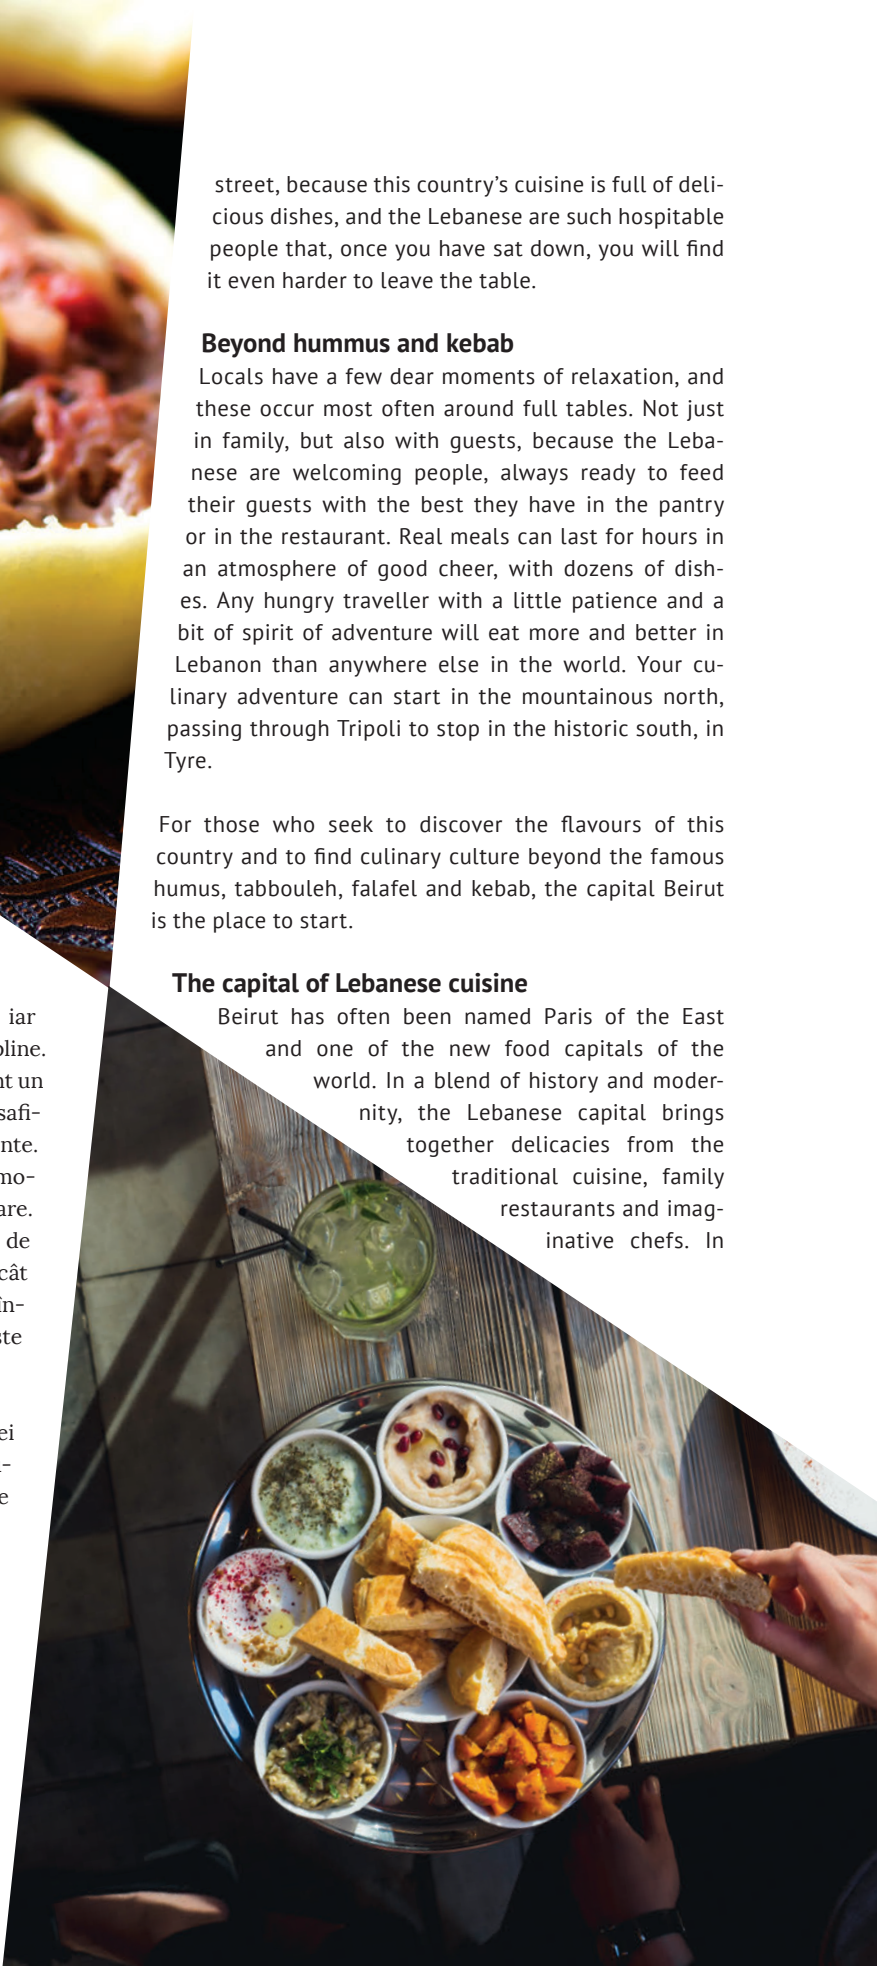 street, because this country's cuisine is full of deli-
cious dishes, and the Lebanese are such hospitable
people that, once you have sat down, you will find
it even harder to leave the table.
Beyond hummus and kebab
Locals have a few dear moments of relaxation, and
these occur most often around full tables. Not just
in family, but also with guests, because the Leba-
nese are welcoming people, always ready to feed
their guests with the best they have in the pantry
or in the restaurant. Real meals can last for hours in
an atmosphere of good cheer, with dozens of dish-
es. Any hungry traveller with a little patience and a
bit of spirit of adventure will eat more and better in
Lebanon than anywhere else in the world. Your cu-
linary adventure can start in the mountainous north,
passing through Tripoli to stop in the historic south, in
Tyre.
For those who seek to discover the flavours of this
country and to find culinary culture beyond the famous
humus, tabbouleh, falafel and kebab, the capital Beirut
is the place to start.
The capital of Lebanese cuisine
Beirut has often been named Paris of the East
and one of the new food capitals of the
world. In a blend of history and moder-
nity, the Lebanese capital brings
together delicacies from the
traditional cuisine, family
restaurants and imag-
inative chefs. In
iar
un
de
cât
în-